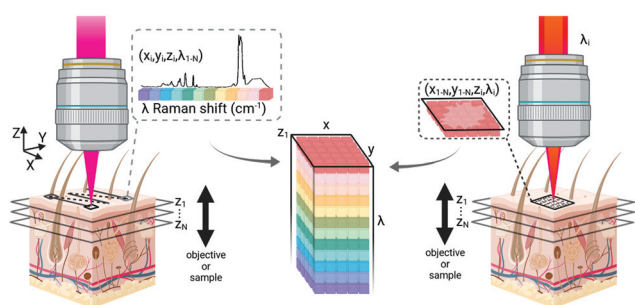 (xᵢ,yᵢ,zᵢ,λ₁₋N)
λ Raman shift (cm⁻¹)
Z
Y
X
z₁
zN
objective
or
sample
z₁
x
y
λ
λᵢ
(x₁₋N,y₁₋N,zᵢ,λᵢ)
z₁
zN
objective
or
sample